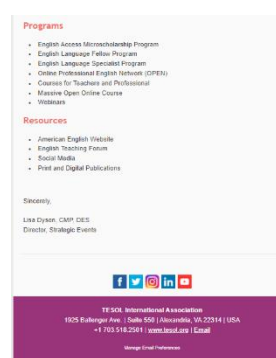 Programs
English Access Microscholarship Program
English Language Fellow Program
English Language Specialist Program
Online Professional English Network (OPEN)
Courses for Teachers and Professional
Massive Open Online Course
Webinars
Resources
American English Website
English Teaching Forum
Social Media
Print and Digital Publications
Sincerely,
Lisa Dyson, CMP, DES
Director, Strategic Events
TESOL International Association
1925 Ballenger Ave. | Suite 550 | Alexandria, VA 22314 | USA
+1 703.518.2501 | www.tesol.org | Email
Manage Email Preferences